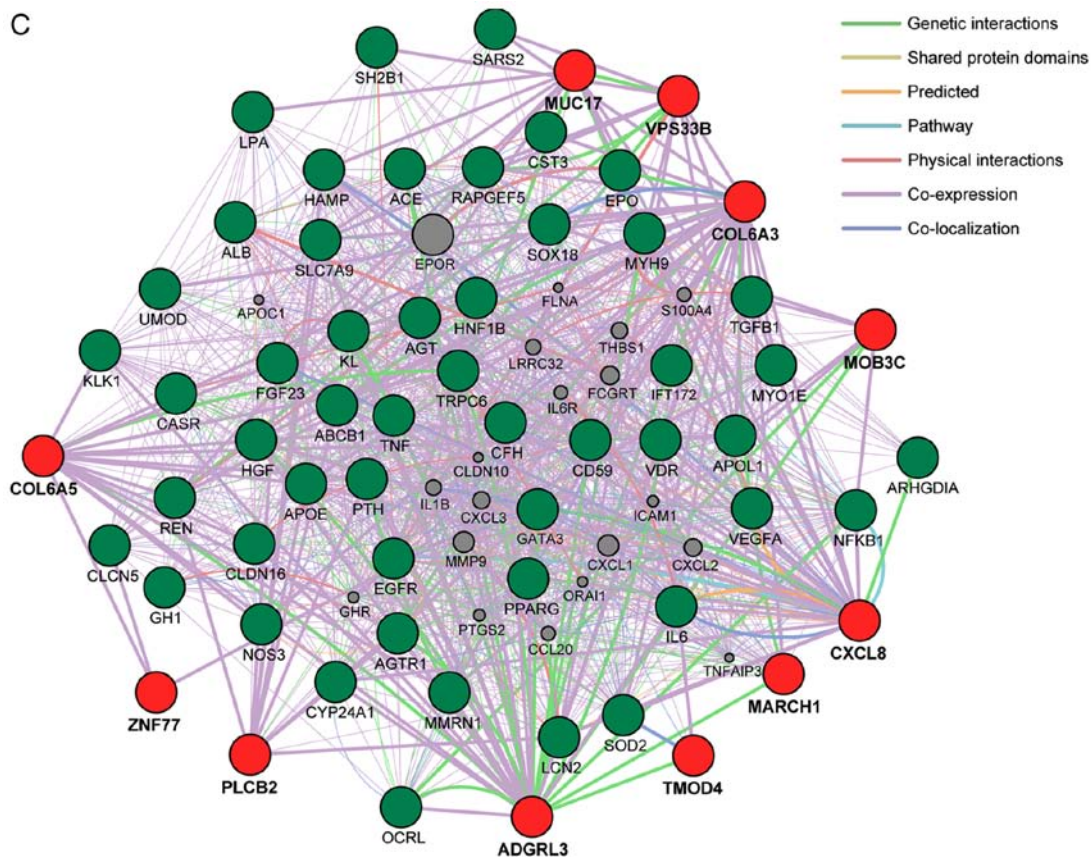 C
Genetic interactions
Shared protein domains
Predicted
Pathway
Physical interactions
Co-expression
Co-localization
SARS2
SH2B1
MUC17
VPS33B
LPA
CST3
HAMP
ACE
RAPGEF5
EPO
COL6A3
ALB
SLC7A9
EPOR
SOX18
MYH9
UMOD
APOC1
HNF1B
FLNA
S100A4
TGFB1
KL
AGT
THBS1
MOB3C
KLK1
LRRC32
FGF23
TRPC6
FCGRT
IFT172
MYO1E
CASR
ABCB1
TNF
IL6R
CFH
HGF
CLDN10
CD59
VDR
APOL1
COL6A5
ARHGDIA
REN
APOE
PTH
IL1B
CXCL3
GATA3
ICAM1
VEGFA
NFKB1
CLCN5
CLDN16
MMP9
CXCL1
CXCL2
GH1
EGFR
GHR
PPARG
ORAI1
PTGS2
IL6
NOS3
AGTR1
CCL20
CXCL8
TNFAIP3
ZNF77
CYP24A1
MMRN1
MARCH1
SOD2
LCN2
PLCB2
TMOD4
OCRL
ADGRL3